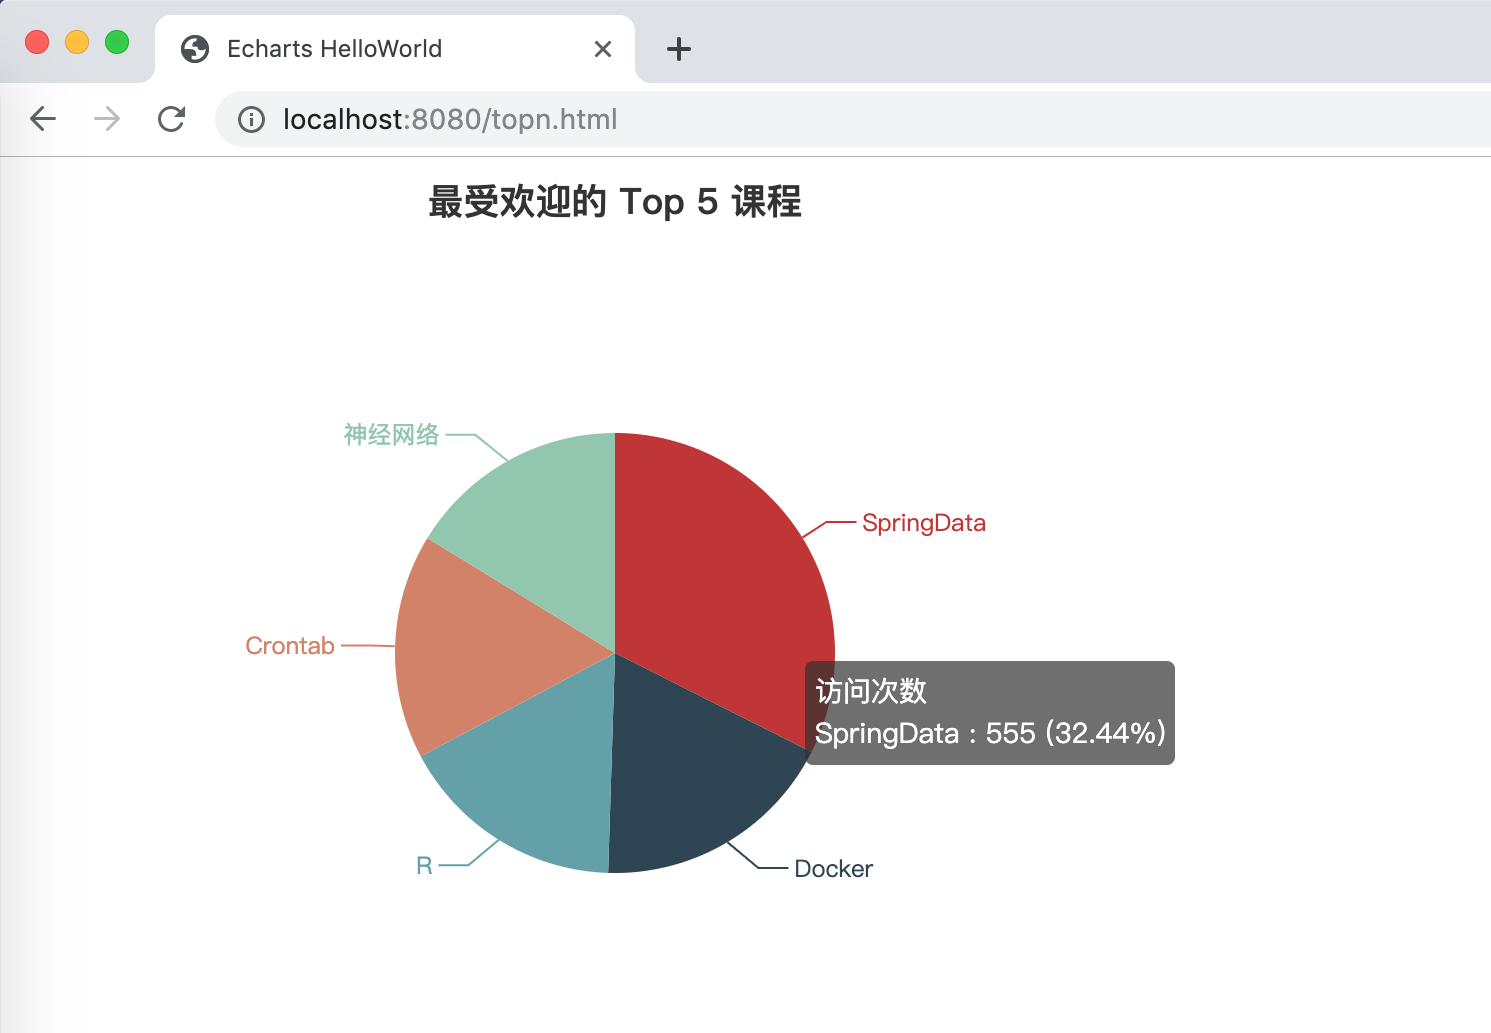 Echarts HelloWorld
localhost:8080/topn.html
最受欢迎的 Top 5 课程
神经网络
SpringData
Crontab
访问次数
SpringData : 555 (32.44%)
R
Docker